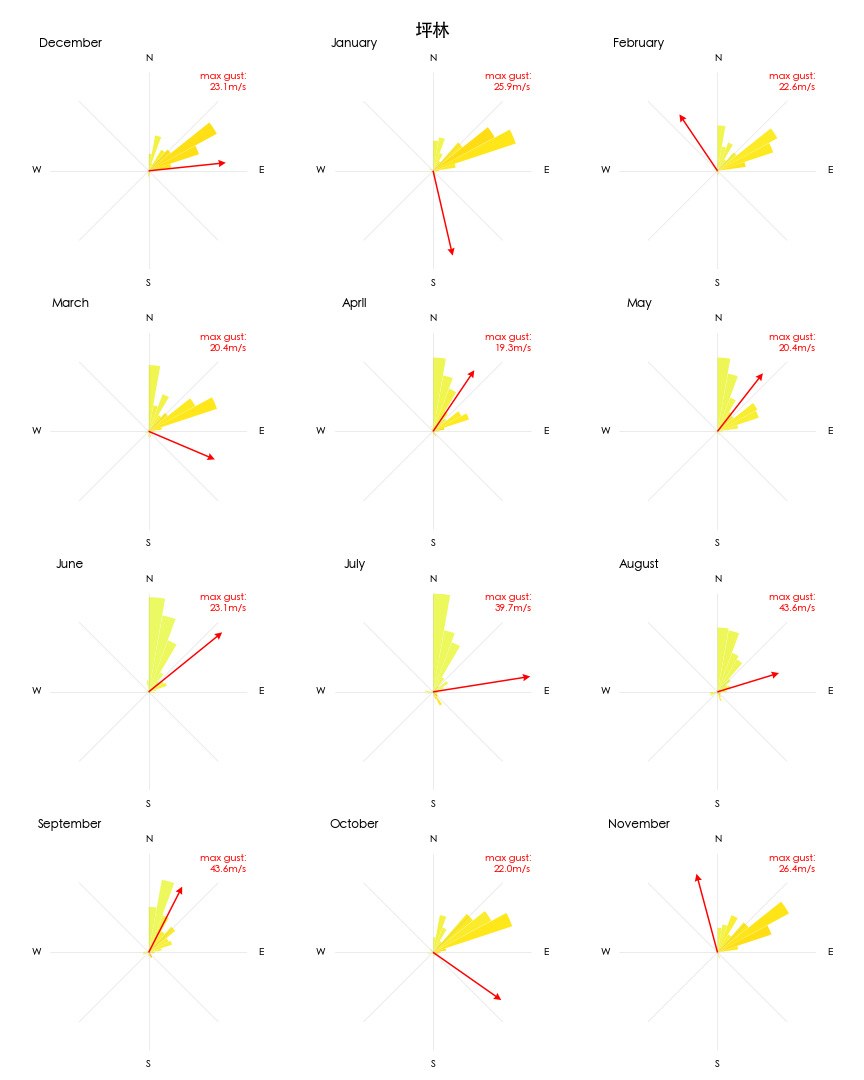 坪林
December
January
February
N
N
N
max gust:
23.1m/s
max gust:
25.9m/s
max gust:
22.6m/s
W
E
W
E
W
E
S
S
S
March
April
May
N
N
N
max gust:
20.4m/s
max gust:
19.3m/s
max gust:
20.4m/s
W
E
W
E
W
E
S
S
S
June
July
August
N
N
N
max gust:
23.1m/s
max gust:
39.7m/s
max gust:
43.6m/s
W
E
W
E
W
E
S
S
S
September
October
November
N
N
N
max gust:
43.6m/s
max gust:
22.0m/s
max gust:
26.4m/s
W
E
W
E
W
E
S
S
S